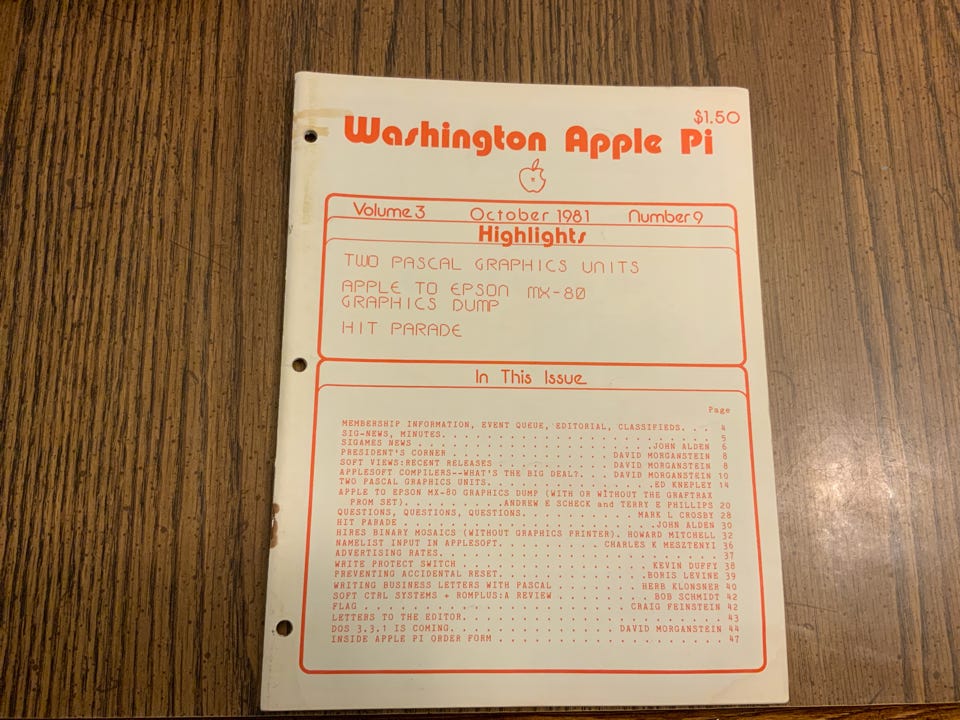 $1.50
Washington Apple Pi
Volume 3 October 1981 Number 9
Highlights
TWO PASCAL GRAPHICS UNITS
APPLE TO EPSON MX-80
GRAPHICS DUMP
HIT PARADE
In This Issue
Page
MEMBERSHIP INFORMATION, EVENT QUEUE, EDITORIAL, CLASSIFIEDS. . . 4
SIG-NEWS, MINUTES. . . . . . . . . . . . . . . . . . . . . . . . 5
SIGAMES NEWS . . . . . . . . . . . . . . . . . . . . .JOHN ALDEN 6
PRESIDENT'S CORNER . . . . . . . . . . . . . . DAVID MORGANSTEIN 8
SOFT VIEWS:RECENT RELEASES . . . . . . . . . . DAVID MORGANSTEIN 8
APPLESOFT COMPILERS--WHAT'S THE BIG DEAL?. . . DAVID MORGANSTEIN 10
TWO PASCAL GRAPHICS UNITS. . . . . . . . . . . . . . .ED KNEPLEY 14
APPLE TO EPSON MX-80 GRAPHICS DUMP (WITH OR WITHOUT THE GRAFTRAX
PROM SET). . . . . . . . . .ANDREW E SCHECK and TERRY E PHILLIPS 20
QUESTIONS, QUESTIONS, QUESTIONS. . . . . . . . . . MARK L CROSBY 28
HIT PARADE . . . . . . . . . . . . . . . . . . . . . .JOHN ALDEN 30
HIRES BINARY MOSAICS (WITHOUT GRAPHICS PRINTER). HOWARD MITCHELL 32
NAMELIST INPUT IN APPLESOFT. . . . . . . . . CHARLES K MESZTENYI 36
ADVERTISING RATES. . . . . . . . . . . . . . . . . . . . . . . . 37
WRITE PROTECT SWITCH . . . . . . . . . . . . . . . . KEVIN DUFFY 38
PREVENTING ACCIDENTAL RESET. . . . . . . . . . . . .BORIS LEVINE 39
WRITING BUSINESS LETTERS WITH PASCAL . . . . . . . HERB KLONSNER 40
SOFT CTRL SYSTEMS + ROMPLUS:A REVIEW . . . . . . . . BOB SCHMIDT 42
FLAG . . . . . . . . . . . . . . . . . . . . . . CRAIG FEINSTEIN 42
LETTERS TO THE EDITOR. . . . . . . . . . . . . . . . . . . . . . 43
DOS 3.3.1 IS COMING. . . . . . . . . . . . . . DAVID MORGANSTEIN 44
INSIDE APPLE PI ORDER FORM . . . . . . . . . . . . . . . . . . . 47